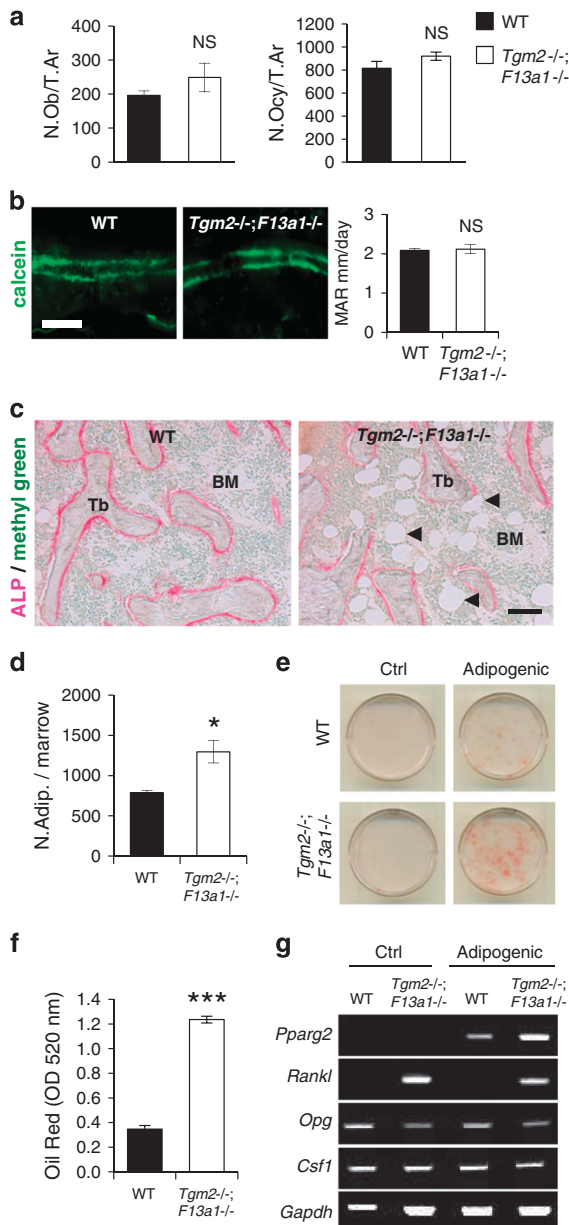 a
N.Ob/T.Ar
400
300
200
100
0
NS
N.Ocy/T.Ar
1200
1000
800
600
400
200
0
NS
WT
Tgm2-/-;
F13a1-/-
b
calcein
WT
Tgm2-/-;F13a1-/-
MAR mm/day
3
2
1
0
NS
WT
Tgm2-/-;
F13a1-/-
c
ALP / methyl green
WT
BM
Tb
Tgm2-/-;F13a1-/-
Tb
BM
d
N.Adip. / marrow
2000
1500
1000
500
0
*
WT
Tgm2-/-;
F13a1-/-
e
Ctrl
Adipogenic
WT
Tgm2-/-;
F13a1-/-
f
Oil Red (OD 520 nm)
1.4
1.2
1.0
0.8
0.6
0.4
0.2
0.0
***
WT
Tgm2-/-;
F13a1-/-
g
Ctrl
Adipogenic
WT
Tgm2-/-;
F13a1-/-
WT
Tgm2-/-;
F13a1-/-
Pparg2
Rankl
Opg
Csf1
Gapdh